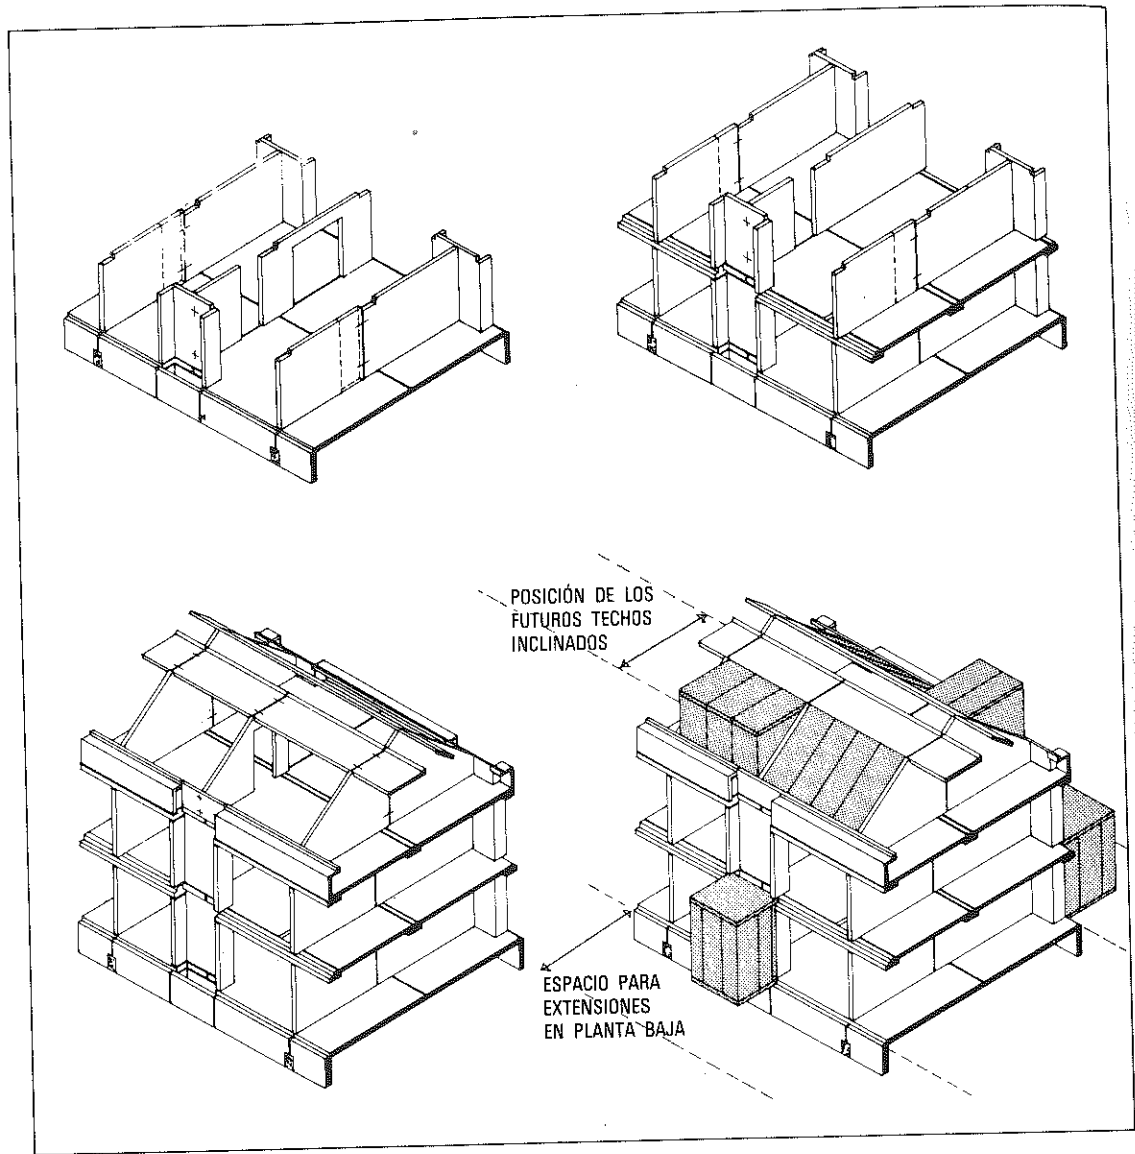 POSICIÓN DE LOS
FUTUROS TECHOS
INCLINADOS
ESPACIO PARA
EXTENSIONES
EN PLANTA BAJA